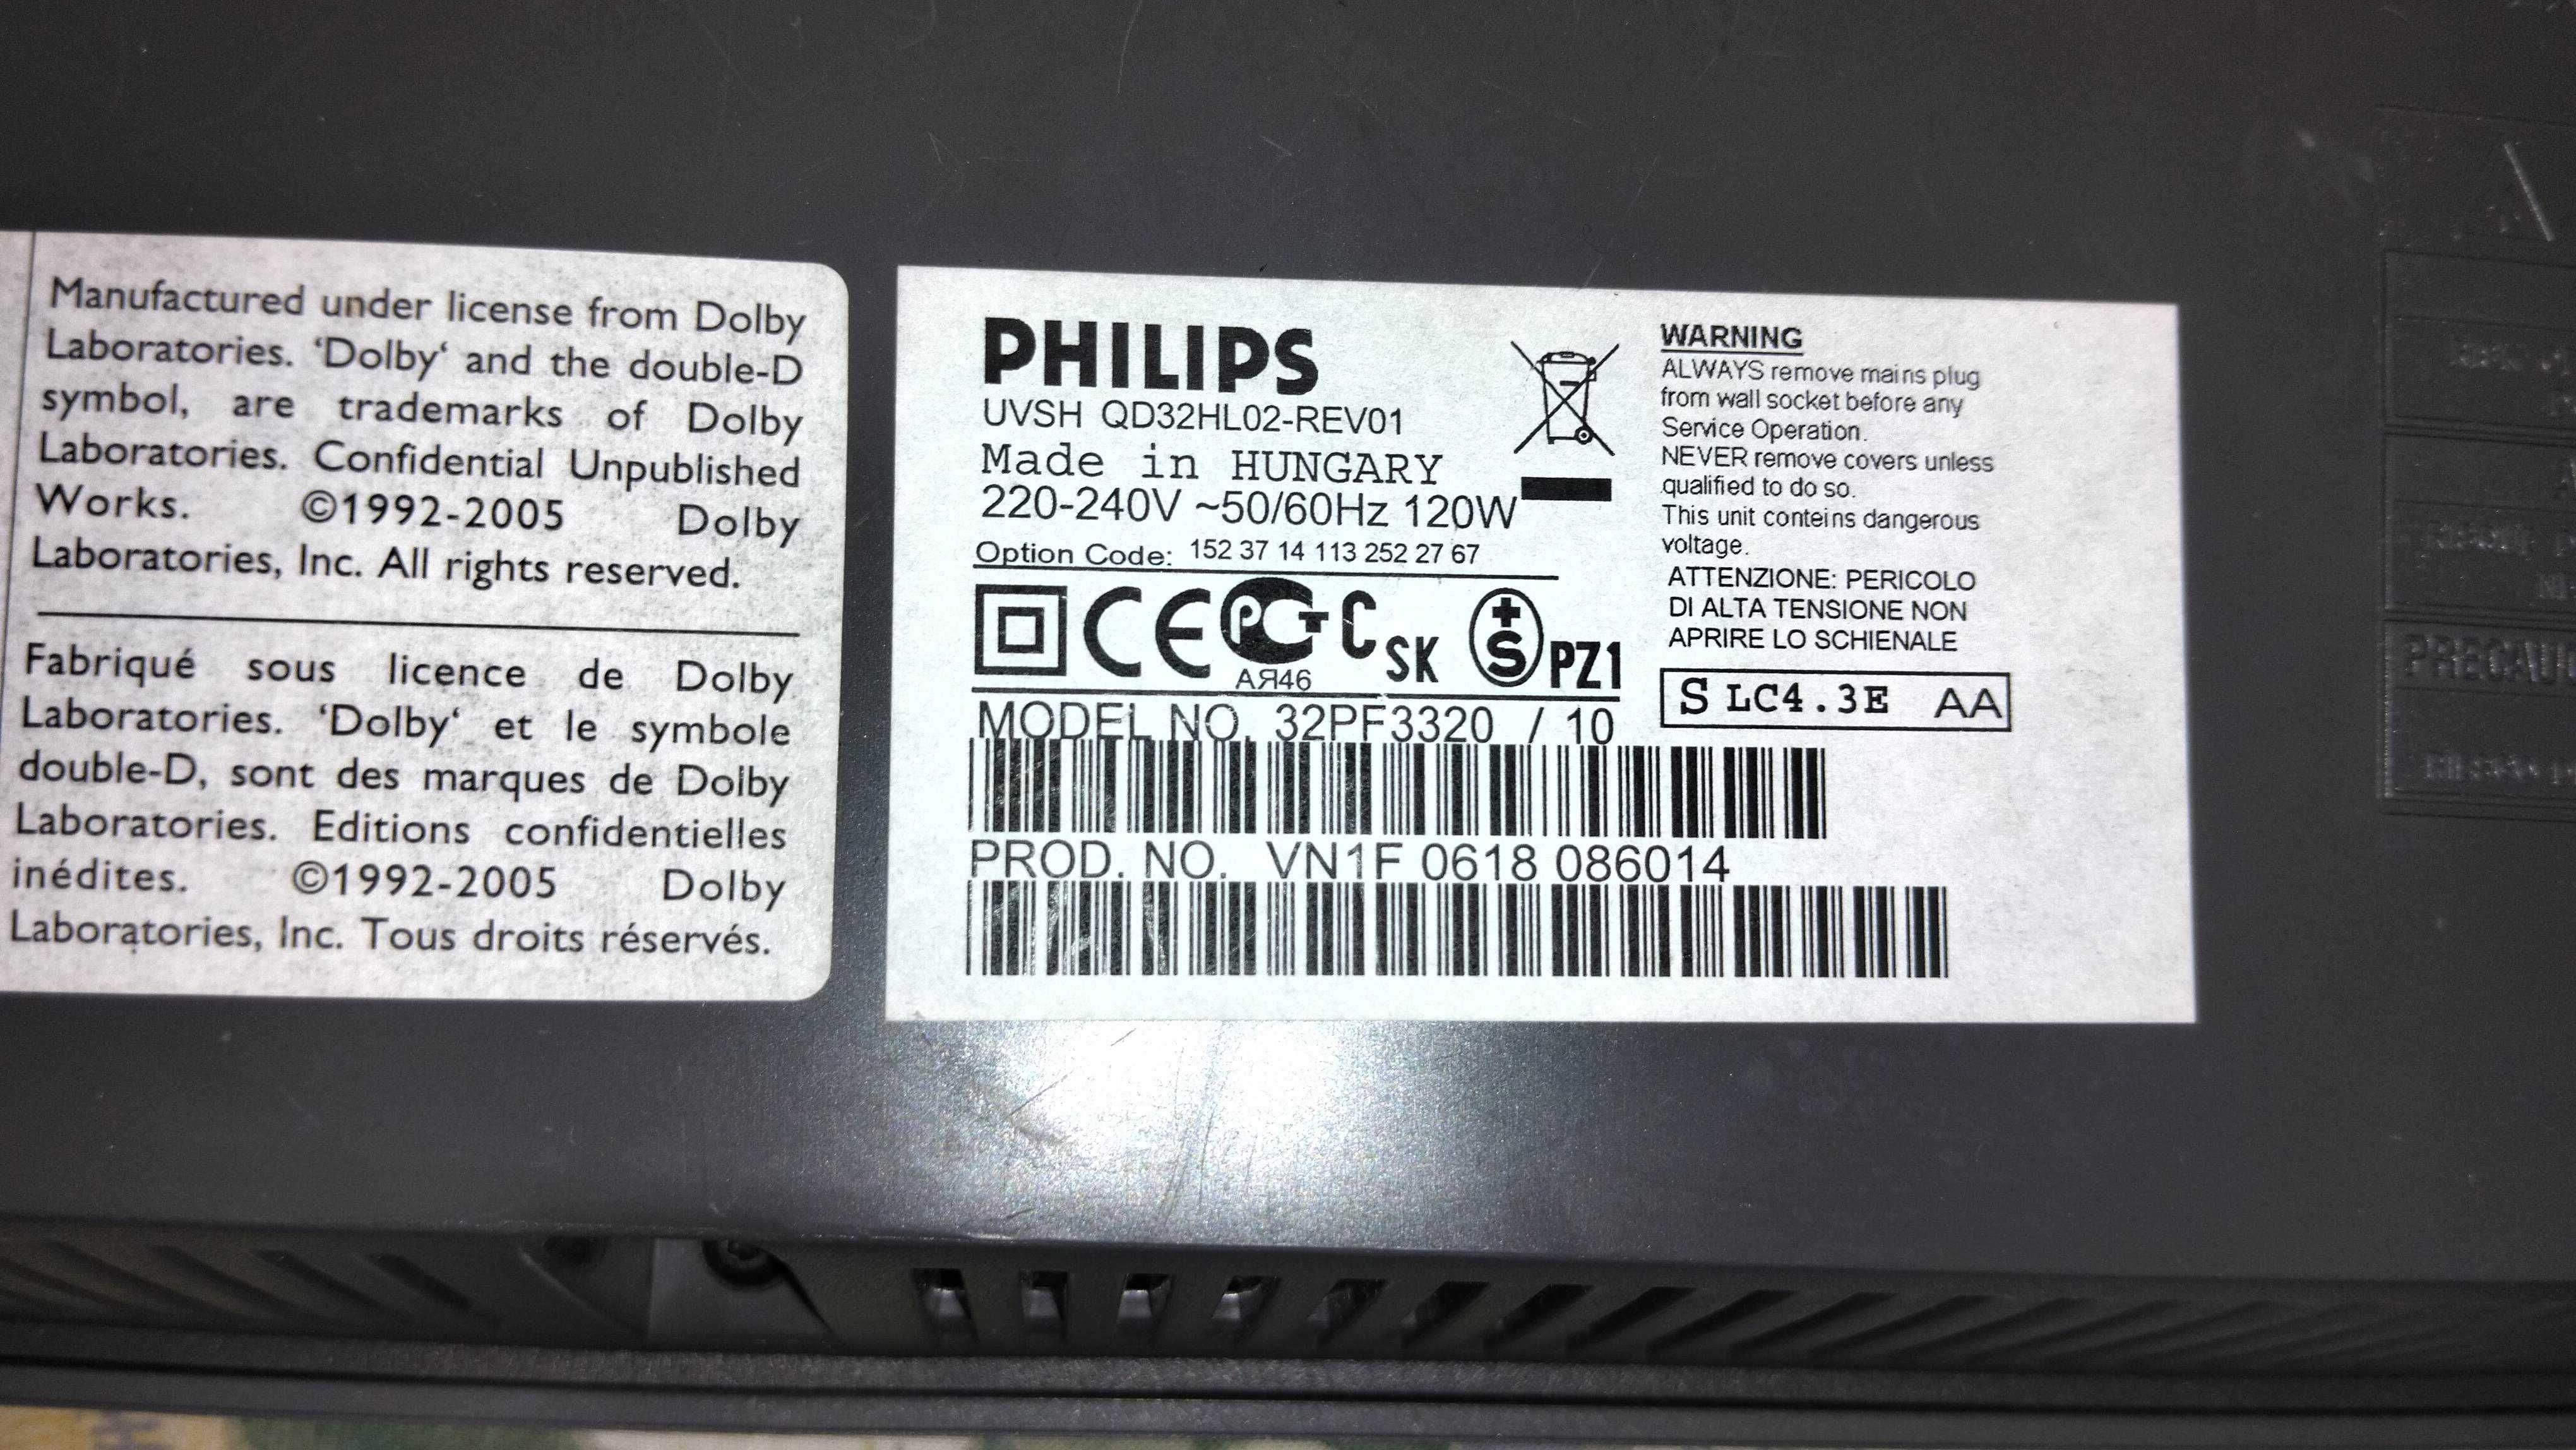 Manufactured under license from Dolby
Laboratories. ‘Dolby‘ and the double-D
symbol, are trademarks of Dolby
Laboratories. Confidential Unpublished
Works. ©1992-2005 Dolby
Laboratories, Inc. All rights reserved.
Fabriqué sous licence de Dolby
Laboratories. ‘Dolby‘ et le symbole
double-D, sont des marques de Dolby
Laboratories. Editions confidentielles
inédites. ©1992-2005 Dolby
Laboratories, Inc. Tous droits réservés.
PHILIPS
UVSH QD32HL02-REV01
Made in HUNGARY
220-240V ~50/60Hz 120W
Option Code: 152 37 14 113 252 27 67
CE PCT C SK S PZ1
АЯ46
MODEL NO. 32PF3320 / 10
PROD. NO. VN1F 0618 086014
WARNING
ALWAYS remove mains plug
from wall socket before any
Service Operation.
NEVER remove covers unless
qualified to do so.
This unit conteins dangerous
voltage.
ATTENZIONE: PERICOLO
DI ALTA TENSIONE NON
APRIRE LO SCHIENALE
S LC4.3E AA